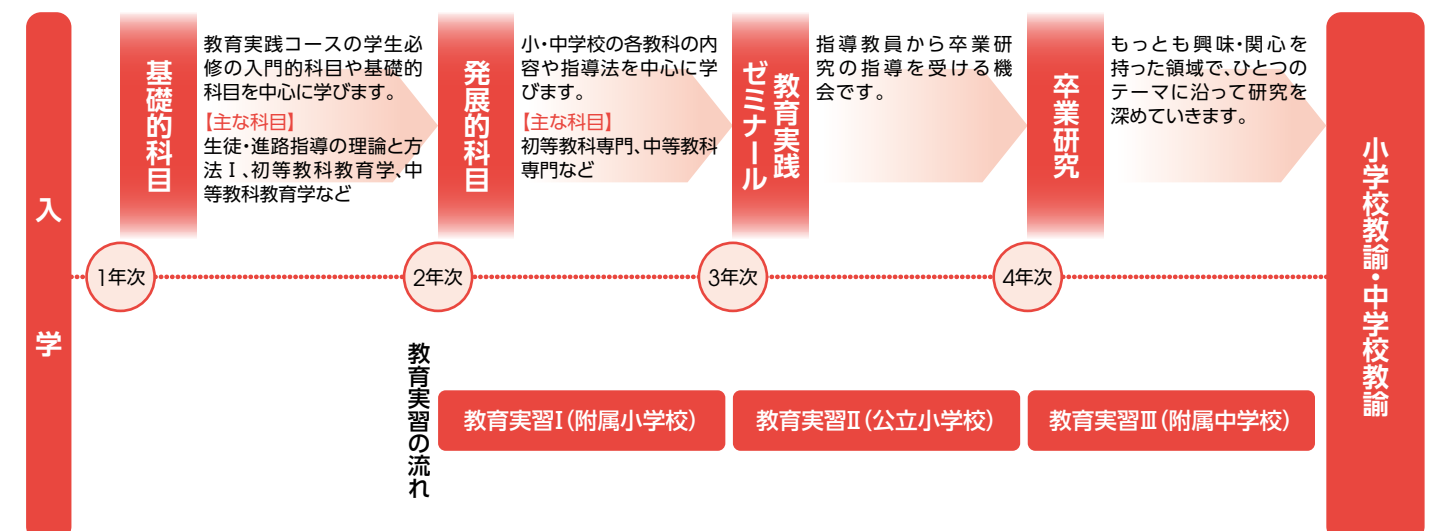 入学
基礎的科目
教育実践コースの学生必
修の入門的科目や基礎的
科目を中心に学びます。
【主な科目】
生徒・進路指導の理論と方
法Ⅰ、初等教科教育学、中
等教科教育学など
発展的科目
小・中学校の各教科の内
容や指導法を中心に学
びます。
【主な科目】
初等教科専門、中等教科
専門など
教育実践
ゼミナール
指導教員から卒業研
究の指導を受ける機
会です。
卒業研究
もっとも興味・関心を
持った領域で、ひとつの
テーマに沿って研究を
深めていきます。
1年次
2年次
3年次
4年次
教育実習の流れ
教育実習Ⅰ(附属小学校)
教育実習Ⅱ(公立小学校)
教育実習Ⅲ(附属中学校)
小学校教諭・中学校教諭